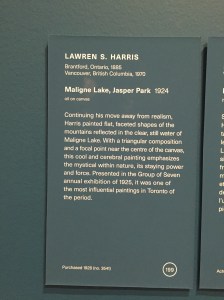 LAWREN S. HARRIS
Brantford, Ontario, 1885
Vancouver, British Columbia, 1970
Maligne Lake, Jasper Park 1924
oil on canvas
Continuing his move away from realism,
Harris painted flat, faceted shapes of the
mountains reflected in the clear, still water of
Maligne Lake. With a triangular composition
and a focal point near the centre of the canvas,
this cool and cerebral painting emphasizes
the mystical within nature, its staying power
and force. Presented in the Group of Seven
annual exhibition of 1925, it was one of
the most influential paintings in Toronto of
the period.
Purchased 1928 (no. 3541)
199